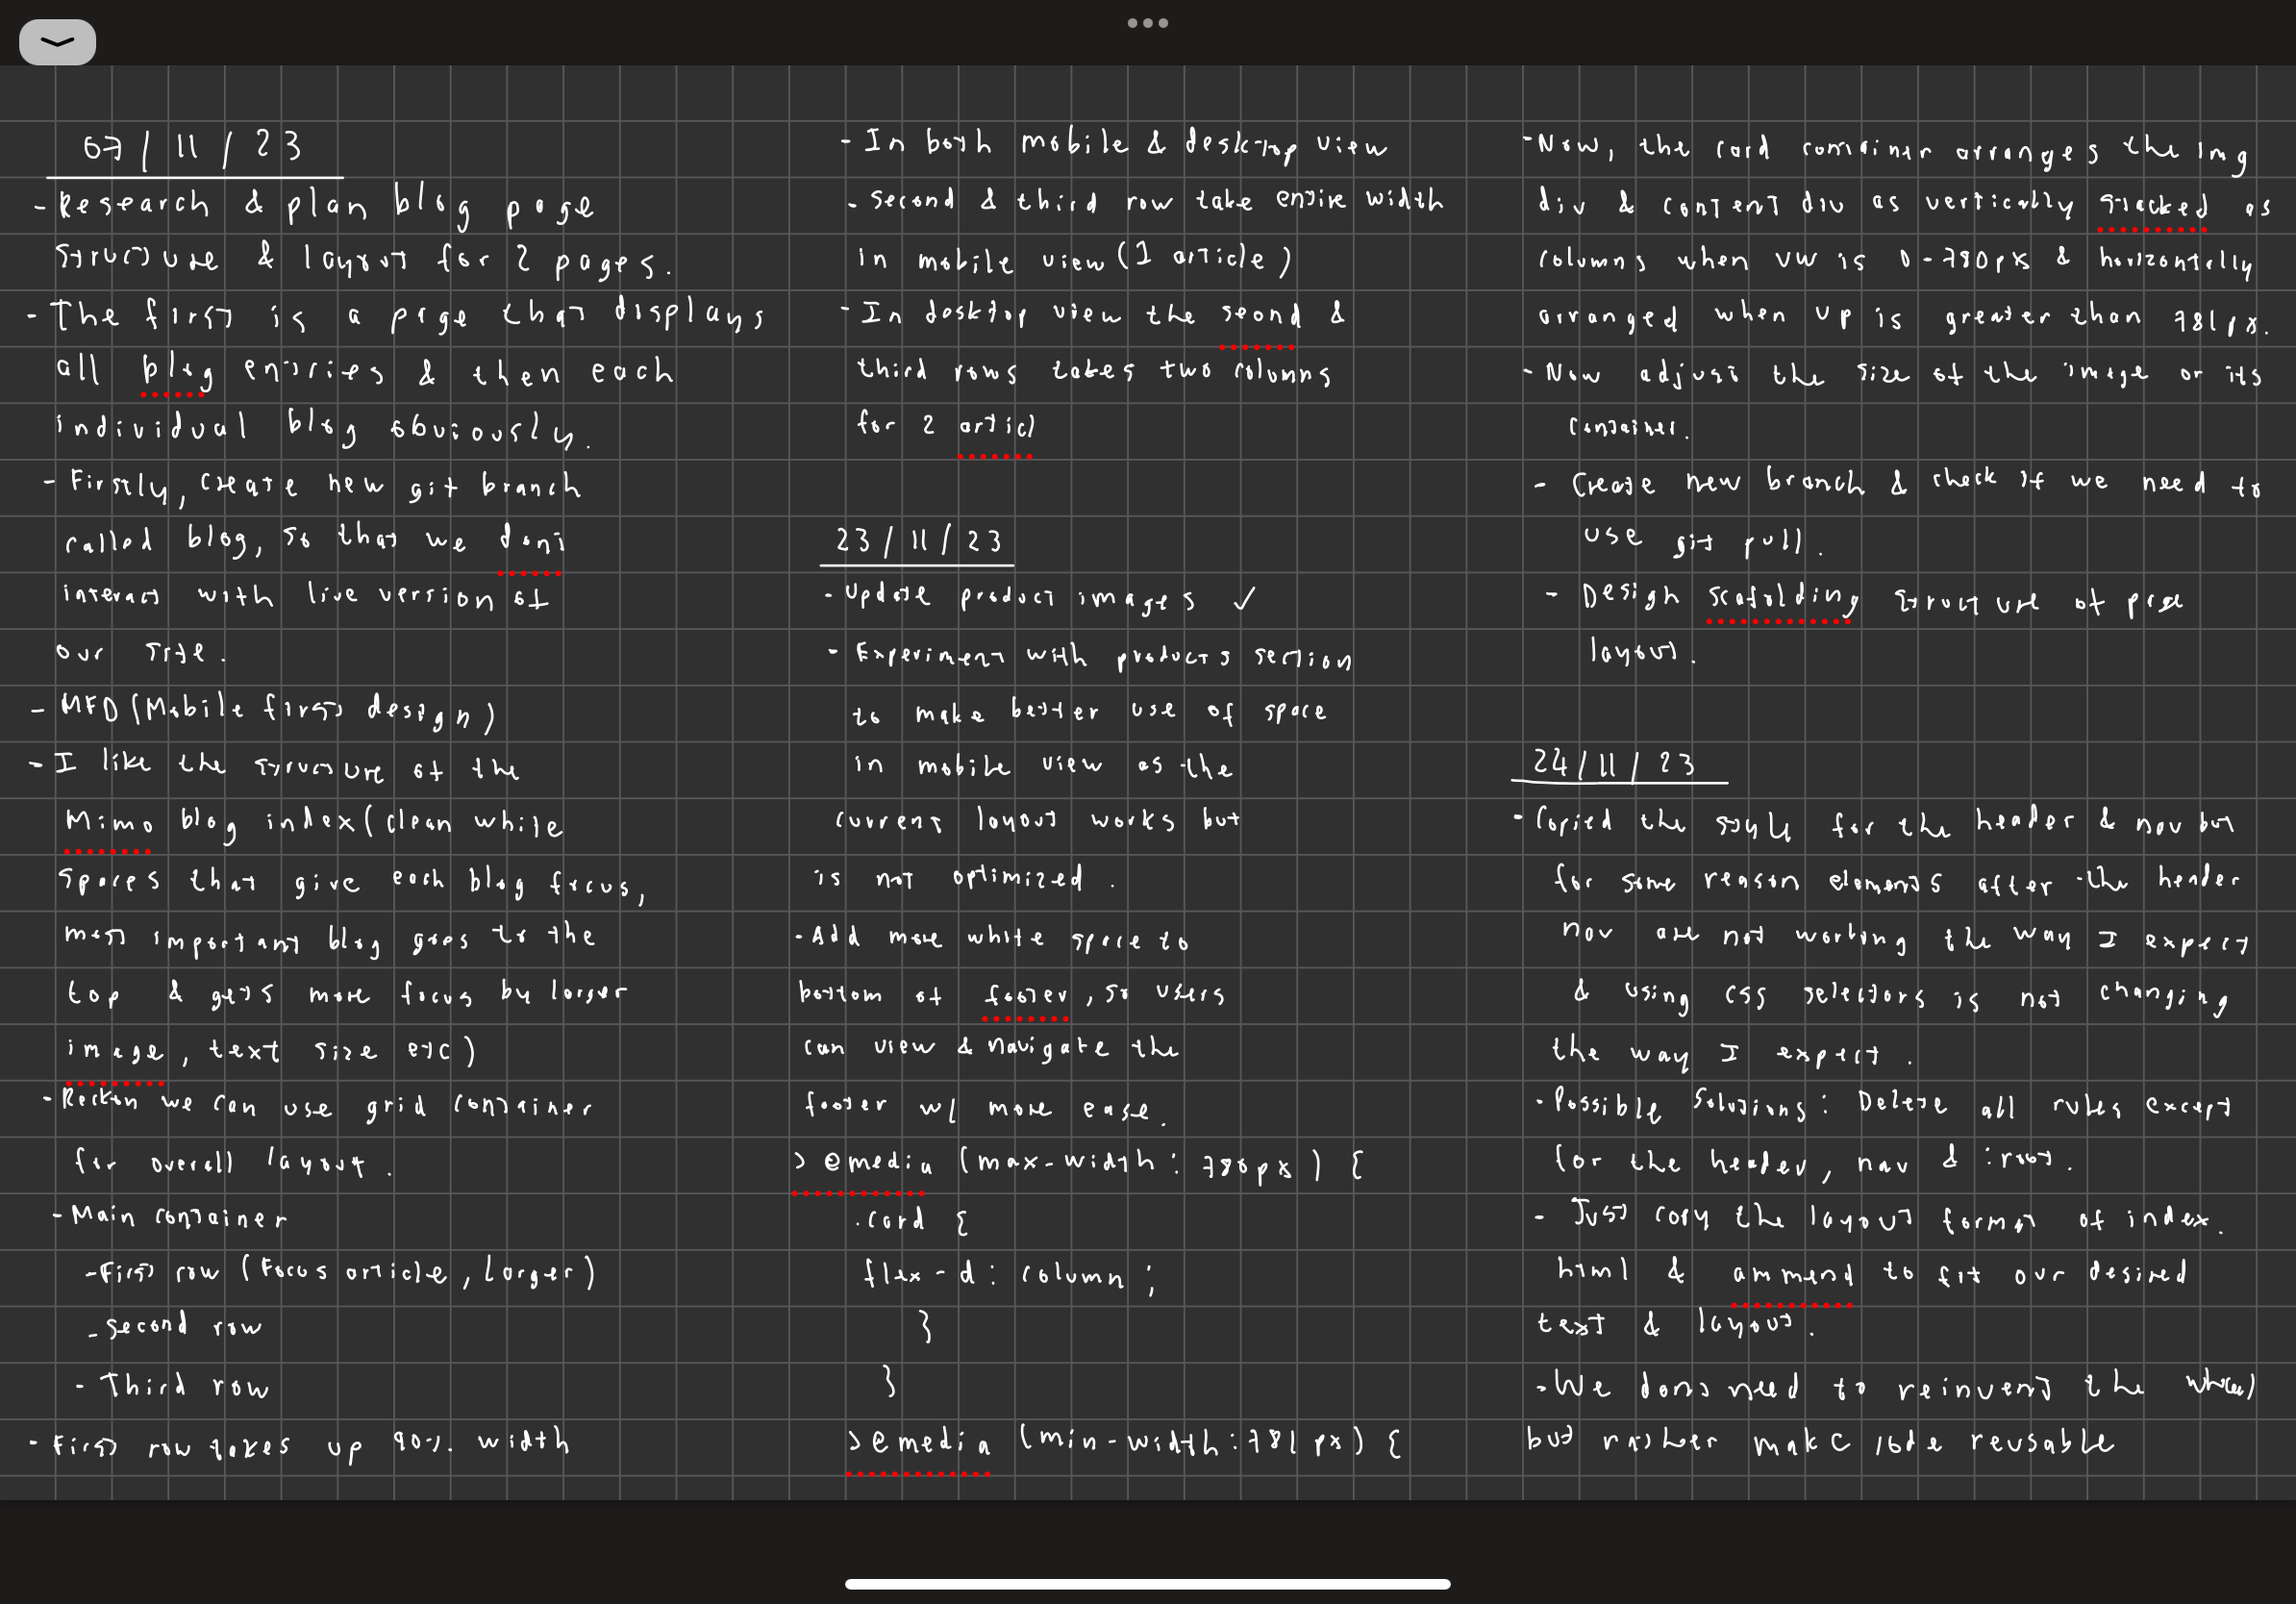 07/11/23
- Research & plan blog page
structure & layout for 2 pages.
- The first is a page that displays
all blog entries & then each
individual blog obviously.
- Firstly, create new git branch
called blog, so that we dont
interact with live version of
our site.
- MFD (Mobile first design)
- I like the structure of the
Mimo blog index (clean white
spaces that give each blog focus,
most important blog goes to the
top & gets more focus by larger
image, text size etc)
- Reckon we can use grid container
for overall layout.
- Main container
- First row (Focus article, larger)
- Second row
- Third row
- First row takes up 90%. width
- In both mobile & desktop view
- Second & third row take entire width
in mobile view (1 article)
- In desktop view the seond &
third rows takes two columns
for 2 articl
23/11/23
- Update product images ✓
- Experiment with products section
to make better use of space
in mobile view as the
current layout works but
is not optimized.
- Add more white space to
bottom of footer, so users
can view & navigate the
footer w/ more ease.
> @media (max-width: 780px) {
.card {
flex-d: column;
}
}
> @media (min-width: 781px) {
- Now, the card container arranges the img
div & content div as vertically stacked as
columns when vw is 0-780px & horizontally
arranged when vp is greater than 781px.
- Now adjust the size of the image or its
container.
- Create new branch & check if we need to
use git pull.
- Design scafolding structure of page
layout.
24/11/23
- Copied the style for the header & nav but
for some reason elements after the header
nav are not working the way I expect
& using css selectors is not changing
the way I expect.
- Possible Solutions: Delete all rules except
for the header, nav & :root.
- Just copy the layout format of index.
html & ammend to fit our desired
text & layout.
- We dont need to reinvent the wheel
but rather make code reusable